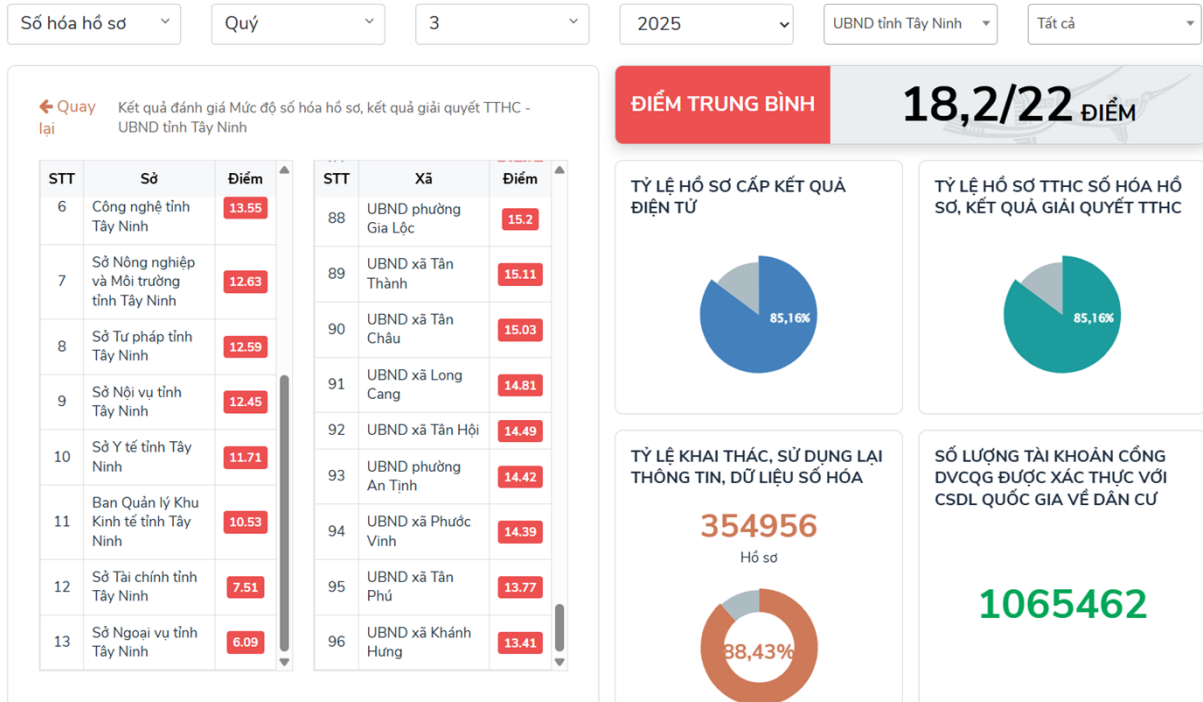 Số hóa hồ sơ
Quý
3
2025
UBND tỉnh Tây Ninh
Tất cả
Quay
lại
Kết quả đánh giá Mức độ số hóa hồ sơ, kết quả giải quyết TTHC -
UBND tỉnh Tây Ninh
STT Sở Điểm
6 Công nghệ tỉnh
Tây Ninh 13.55
7 Sở Nông nghiệp
và Môi trường
tỉnh Tây Ninh 12.63
8 Sở Tư pháp tỉnh
Tây Ninh 12.59
9 Sở Nội vụ tỉnh
Tây Ninh 12.45
10 Sở Y tế tỉnh Tây
Ninh 11.71
11 Ban Quản lý Khu
Kinh tế tỉnh Tây
Ninh 10.53
12 Sở Tài chính tỉnh
Tây Ninh 7.51
13 Sở Ngoại vụ tỉnh
Tây Ninh 6.09
STT Xã Điểm
88 UBND phường
Gia Lộc 15.2
89 UBND xã Tân
Thành 15.11
90 UBND xã Tân
Châu 15.03
91 UBND xã Long
Cang 14.81
92 UBND xã Tân Hội 14.49
93 UBND phường
An Tịnh 14.42
94 UBND xã Phước
Vinh 14.39
95 UBND xã Tân
Phú 13.77
96 UBND xã Khánh
Hưng 13.41
ĐIỂM TRUNG BÌNH
18,2/22 ĐIỂM
TỶ LỆ HỒ SƠ CẤP KẾT QUẢ
ĐIỆN TỬ
85,16%
TỶ LỆ HỒ SƠ TTHC SỐ HÓA HỒ
SƠ, KẾT QUẢ GIẢI QUYẾT TTHC
85,16%
TỶ LỆ KHAI THÁC, SỬ DỤNG LẠI
THÔNG TIN, DỮ LIỆU SỐ HÓA
354956
Hồ sơ
88,43%
SỐ LƯỢNG TÀI KHOẢN CỔNG
DVCQG ĐƯỢC XÁC THỰC VỚI
CSDL QUỐC GIA VỀ DÂN CƯ
1065462